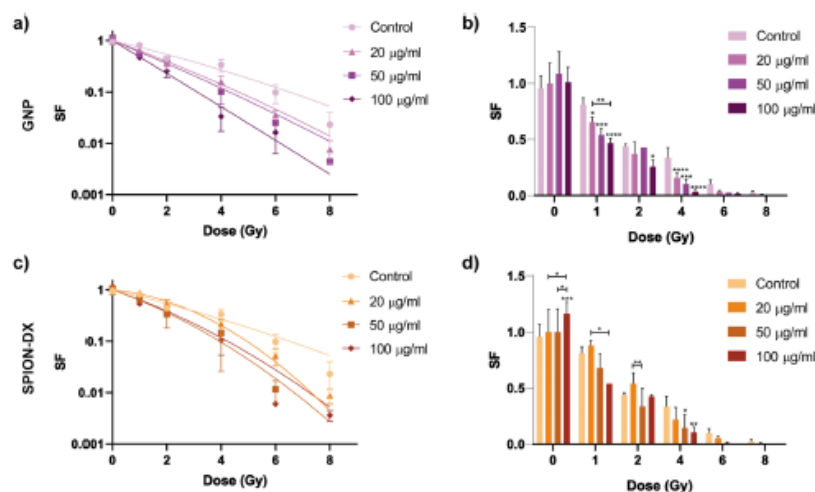 a)
GNP
SF
1
0.1
0.01
0.001
0 2 4 6 8
Dose (Gy)
Control
20 µg/ml
50 µg/ml
100 µg/ml
b)
SF
1.5
1.0
0.5
0.0
** 
* *** ****
*
**** *** ****
0 1 2 4 6 8
Dose (Gy)
Control
20 µg/ml
50 µg/ml
100 µg/ml
c)
SPION-DX
SF
1
0.1
0.01
0.001
0 2 4 6 8
Dose (Gy)
Control
20 µg/ml
50 µg/ml
100 µg/ml
d)
SF
1.5
1.0
0.5
0.0
*
*
***
*
**
* **
0 1 2 4 6 8
Dose (Gy)
Control
20 µg/ml
50 µg/ml
100 µg/ml